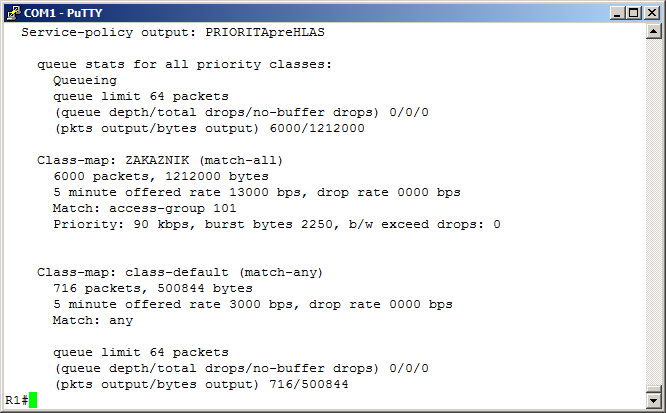 COM1 - PuTTY
Service-policy output: PRIORITApreHLAS
queue stats for all priority classes:
Queueing
queue limit 64 packets
(queue depth/total drops/no-buffer drops) 0/0/0
(pkts output/bytes output) 6000/1212000
Class-map: ZAKAZNIK (match-all)
6000 packets, 1212000 bytes
5 minute offered rate 13000 bps, drop rate 0000 bps
Match: access-group 101
Priority: 90 kbps, burst bytes 2250, b/w exceed drops: 0
Class-map: class-default (match-any)
716 packets, 500844 bytes
5 minute offered rate 3000 bps, drop rate 0000 bps
Match: any
queue limit 64 packets
(queue depth/total drops/no-buffer drops) 0/0/0
(pkts output/bytes output) 716/500844
R1#